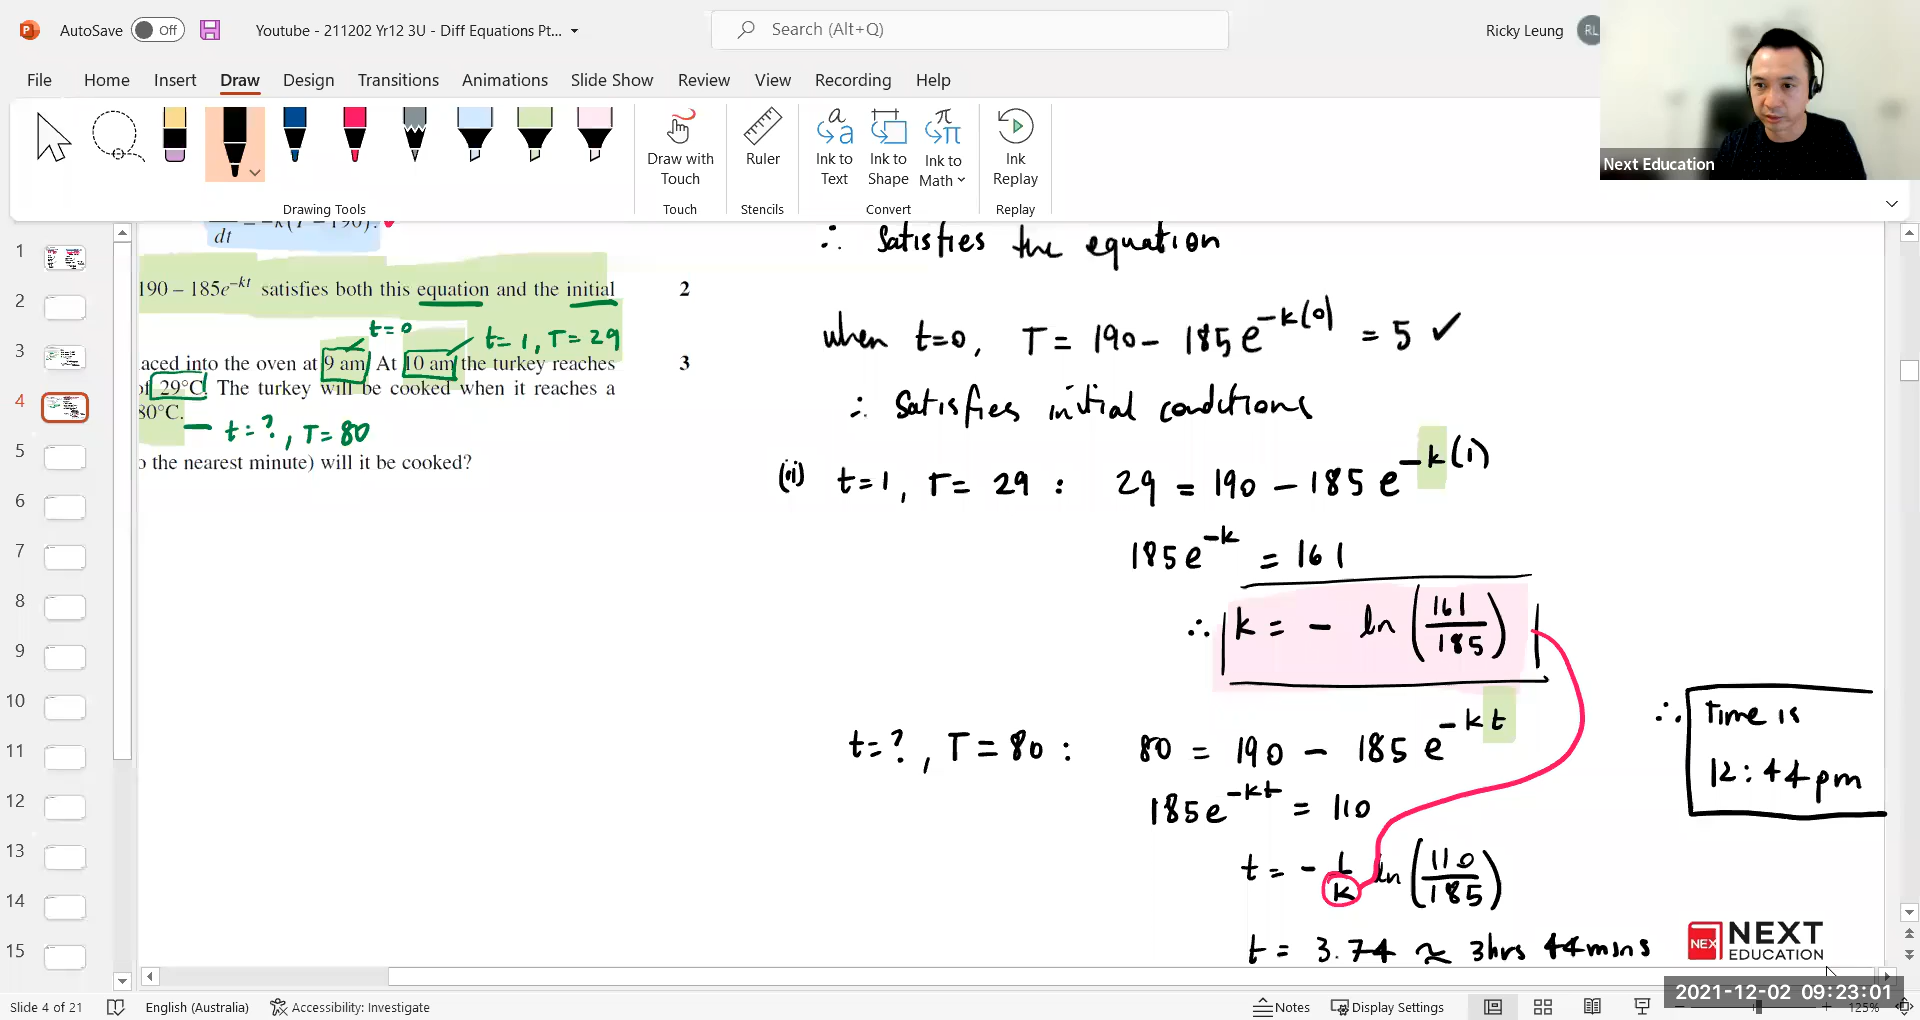 AutoSave Off Youtube - 211202 Yr12 3U - Diff Equations Pt... Search (Alt+Q) Ricky Leung RL
File Home Insert Draw Design Transitions Animations Slide Show Review View Recording Help
Draw with Touch
Ruler
Ink to Text
Ink to Shape
Ink to Math
Ink Replay
Drawing Tools Touch Stencils Convert Replay
Next Education
1
2
3
4
5
6
7
8
9
10
11
12
13
14
15
dt = -k(T - 190).
190 – 185e^{-kt} satisfies both this equation and the initial 2
t=0
t=1, T=29
aced into the oven at 9 am. At 10 am the turkey reaches 3
of 29°C. The turkey will be cooked when it reaches a
80°C.
t=?, T=80
o the nearest minute) will it be cooked?
∴ Satisfies the equation
when t=0, T = 190 - 185e^{-k(0)} = 5 ✓
∴ Satisfies initial conditions
(ii) t=1, T= 29 : 29 = 190 - 185 e^{-k(1)}
185e^{-k} = 161
∴ k = - ln (161/185)
t=?, T=80 : 80 = 190 - 185 e^{-kt}
185e^{-kt} = 110
t = - 1/k ln (110/185)
t = 3.74 ≈ 3hrs 44mins
∴ Time is
12:44pm
NEX NEXT
EDUCATION
2021-12-02 09:23:01
Slide 4 of 21 English (Australia) Accessibility: Investigate Notes Display Settings 125%